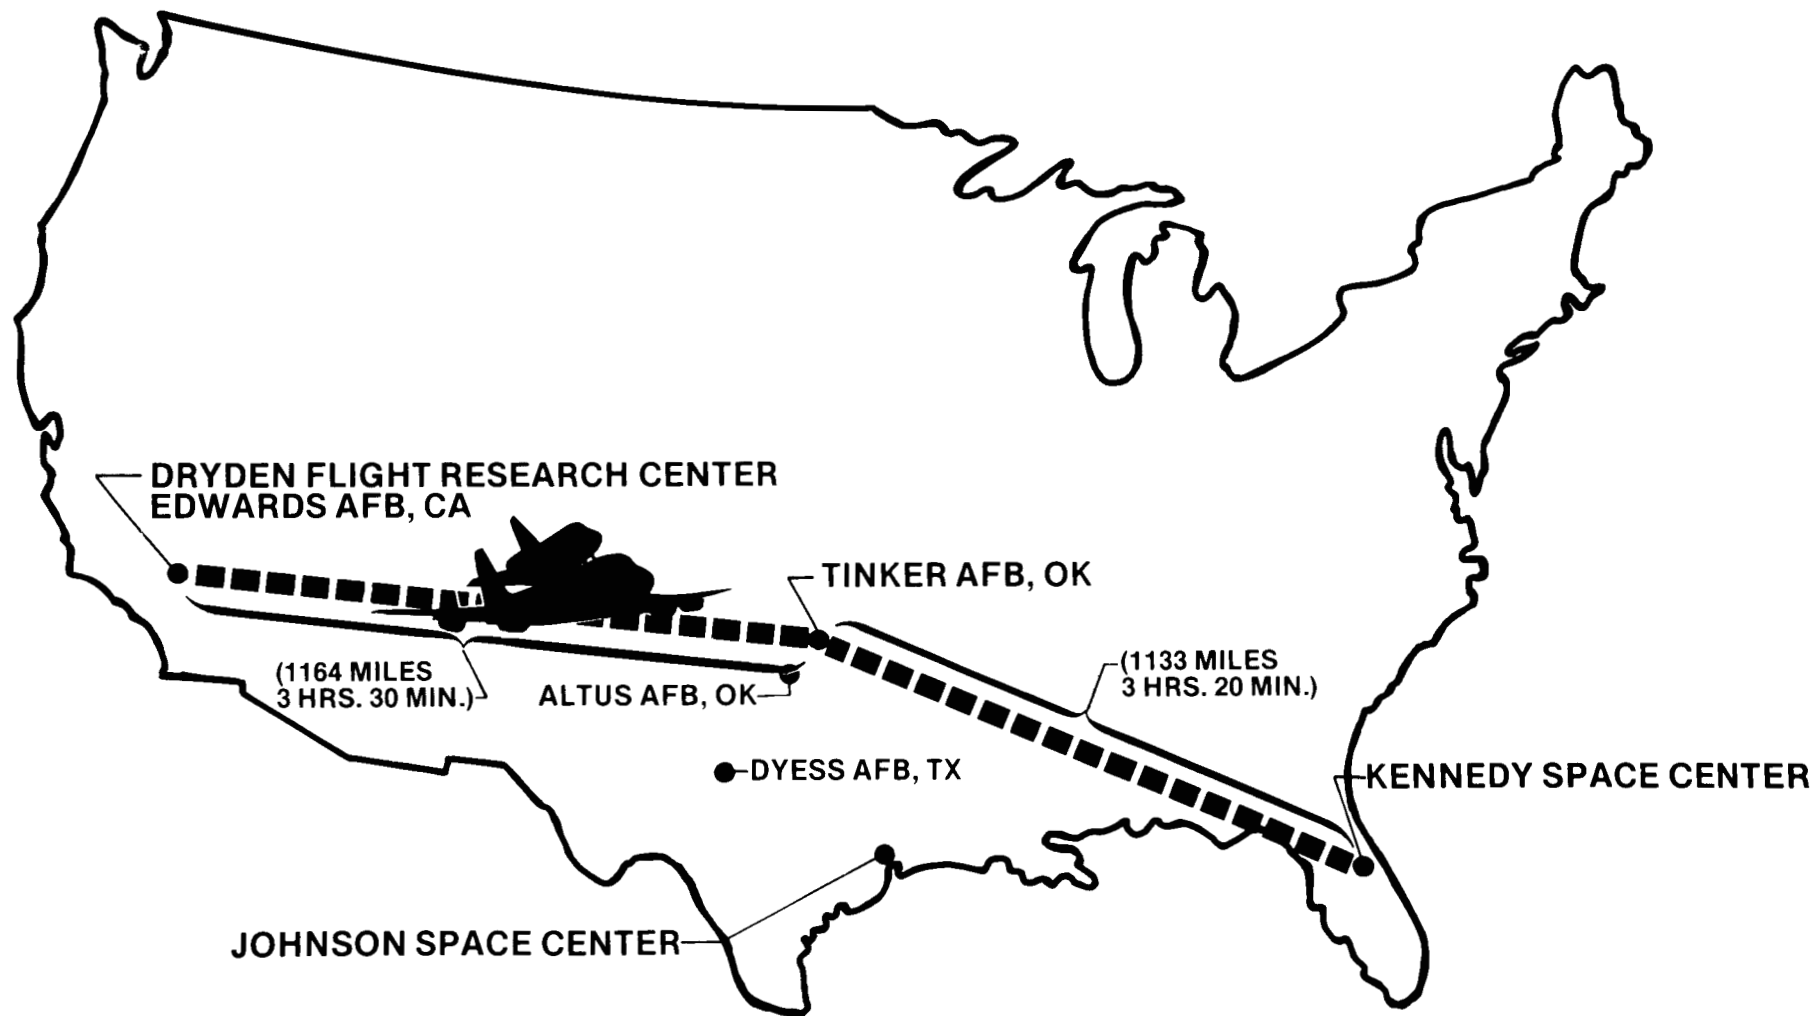 DRYDEN FLIGHT RESEARCH CENTER
EDWARDS AFB, CA
TINKER AFB, OK
(1164 MILES
3 HRS. 30 MIN.)
ALTUS AFB, OK
(1133 MILES
3 HRS. 20 MIN.)
DYESS AFB, TX
KENNEDY SPACE CENTER
JOHNSON SPACE CENTER